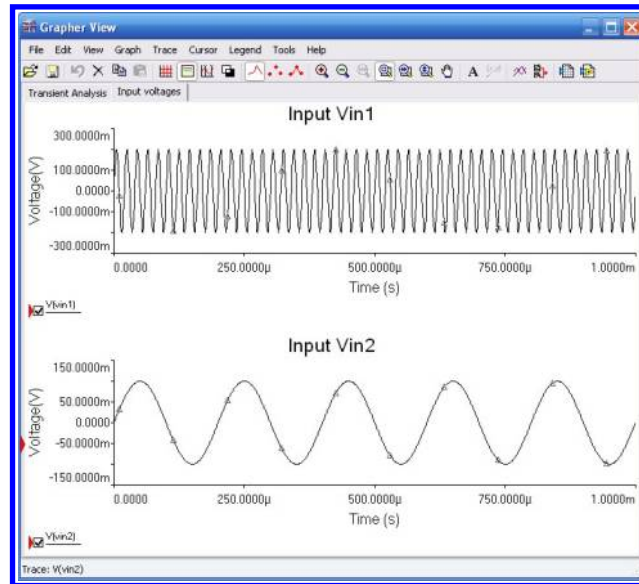 Grapher View
File Edit View Graph Trace Cursor Legend Tools Help
A
Transient Analysis Input voltages
Input Vin1
Voltage(V)
300.0000m
100.0000m
0.0000
-100.0000m
-300.0000m
0.0000 250.0000µ 500.0000µ 750.0000µ 1.0000m
Time (s)
V(vin1)
Input Vin2
Voltage(V)
150.0000m
50.0000m
0.0000
-50.0000m
-150.0000m
0.0000 250.0000µ 500.0000µ 750.0000µ 1.0000m
Time (s)
V(vin2)
Trace: V(vin2)